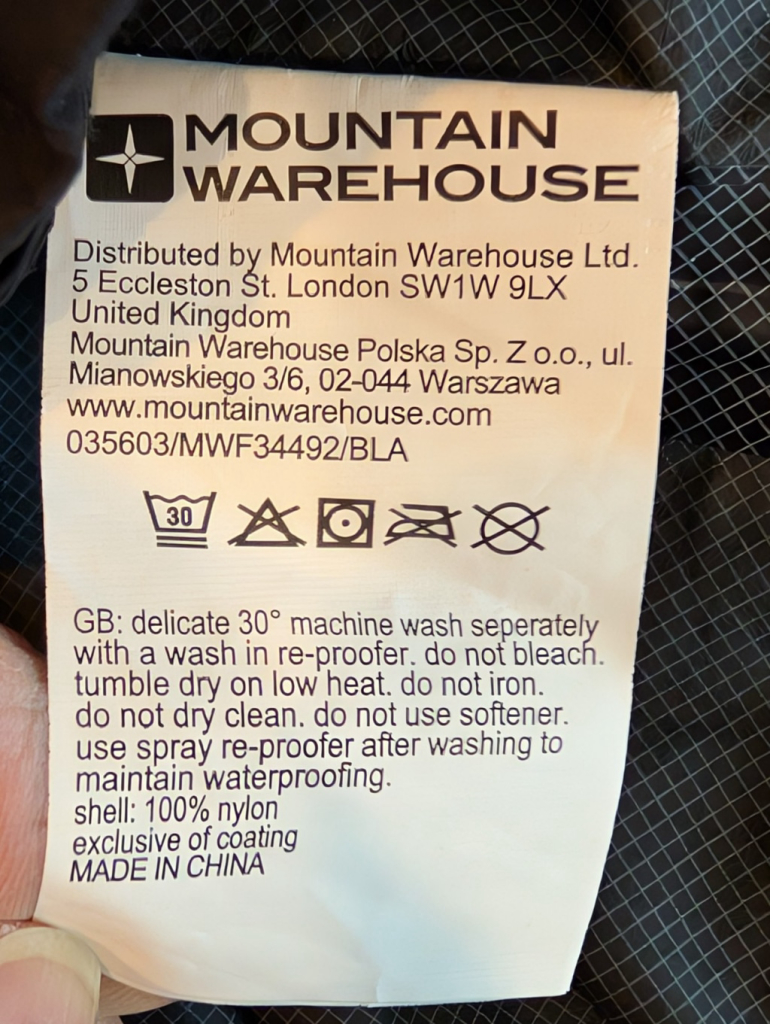 MOUNTAIN
WAREHOUSE
Distributed by Mountain Warehouse Ltd.
5 Eccleston St. London SW1W 9LX
United Kingdom
Mountain Warehouse Polska Sp. Z o.o., ul.
Mianowskiego 3/6, 02-044 Warszawa
www.mountainwarehouse.com
035603/MWF34492/BLA
30
GB: delicate 30° machine wash seperately
with a wash in re-proofer. do not bleach.
tumble dry on low heat. do not iron.
do not dry clean. do not use softener.
use spray re-proofer after washing to
maintain waterproofing.
shell: 100% nylon
exclusive of coating
MADE IN CHINA